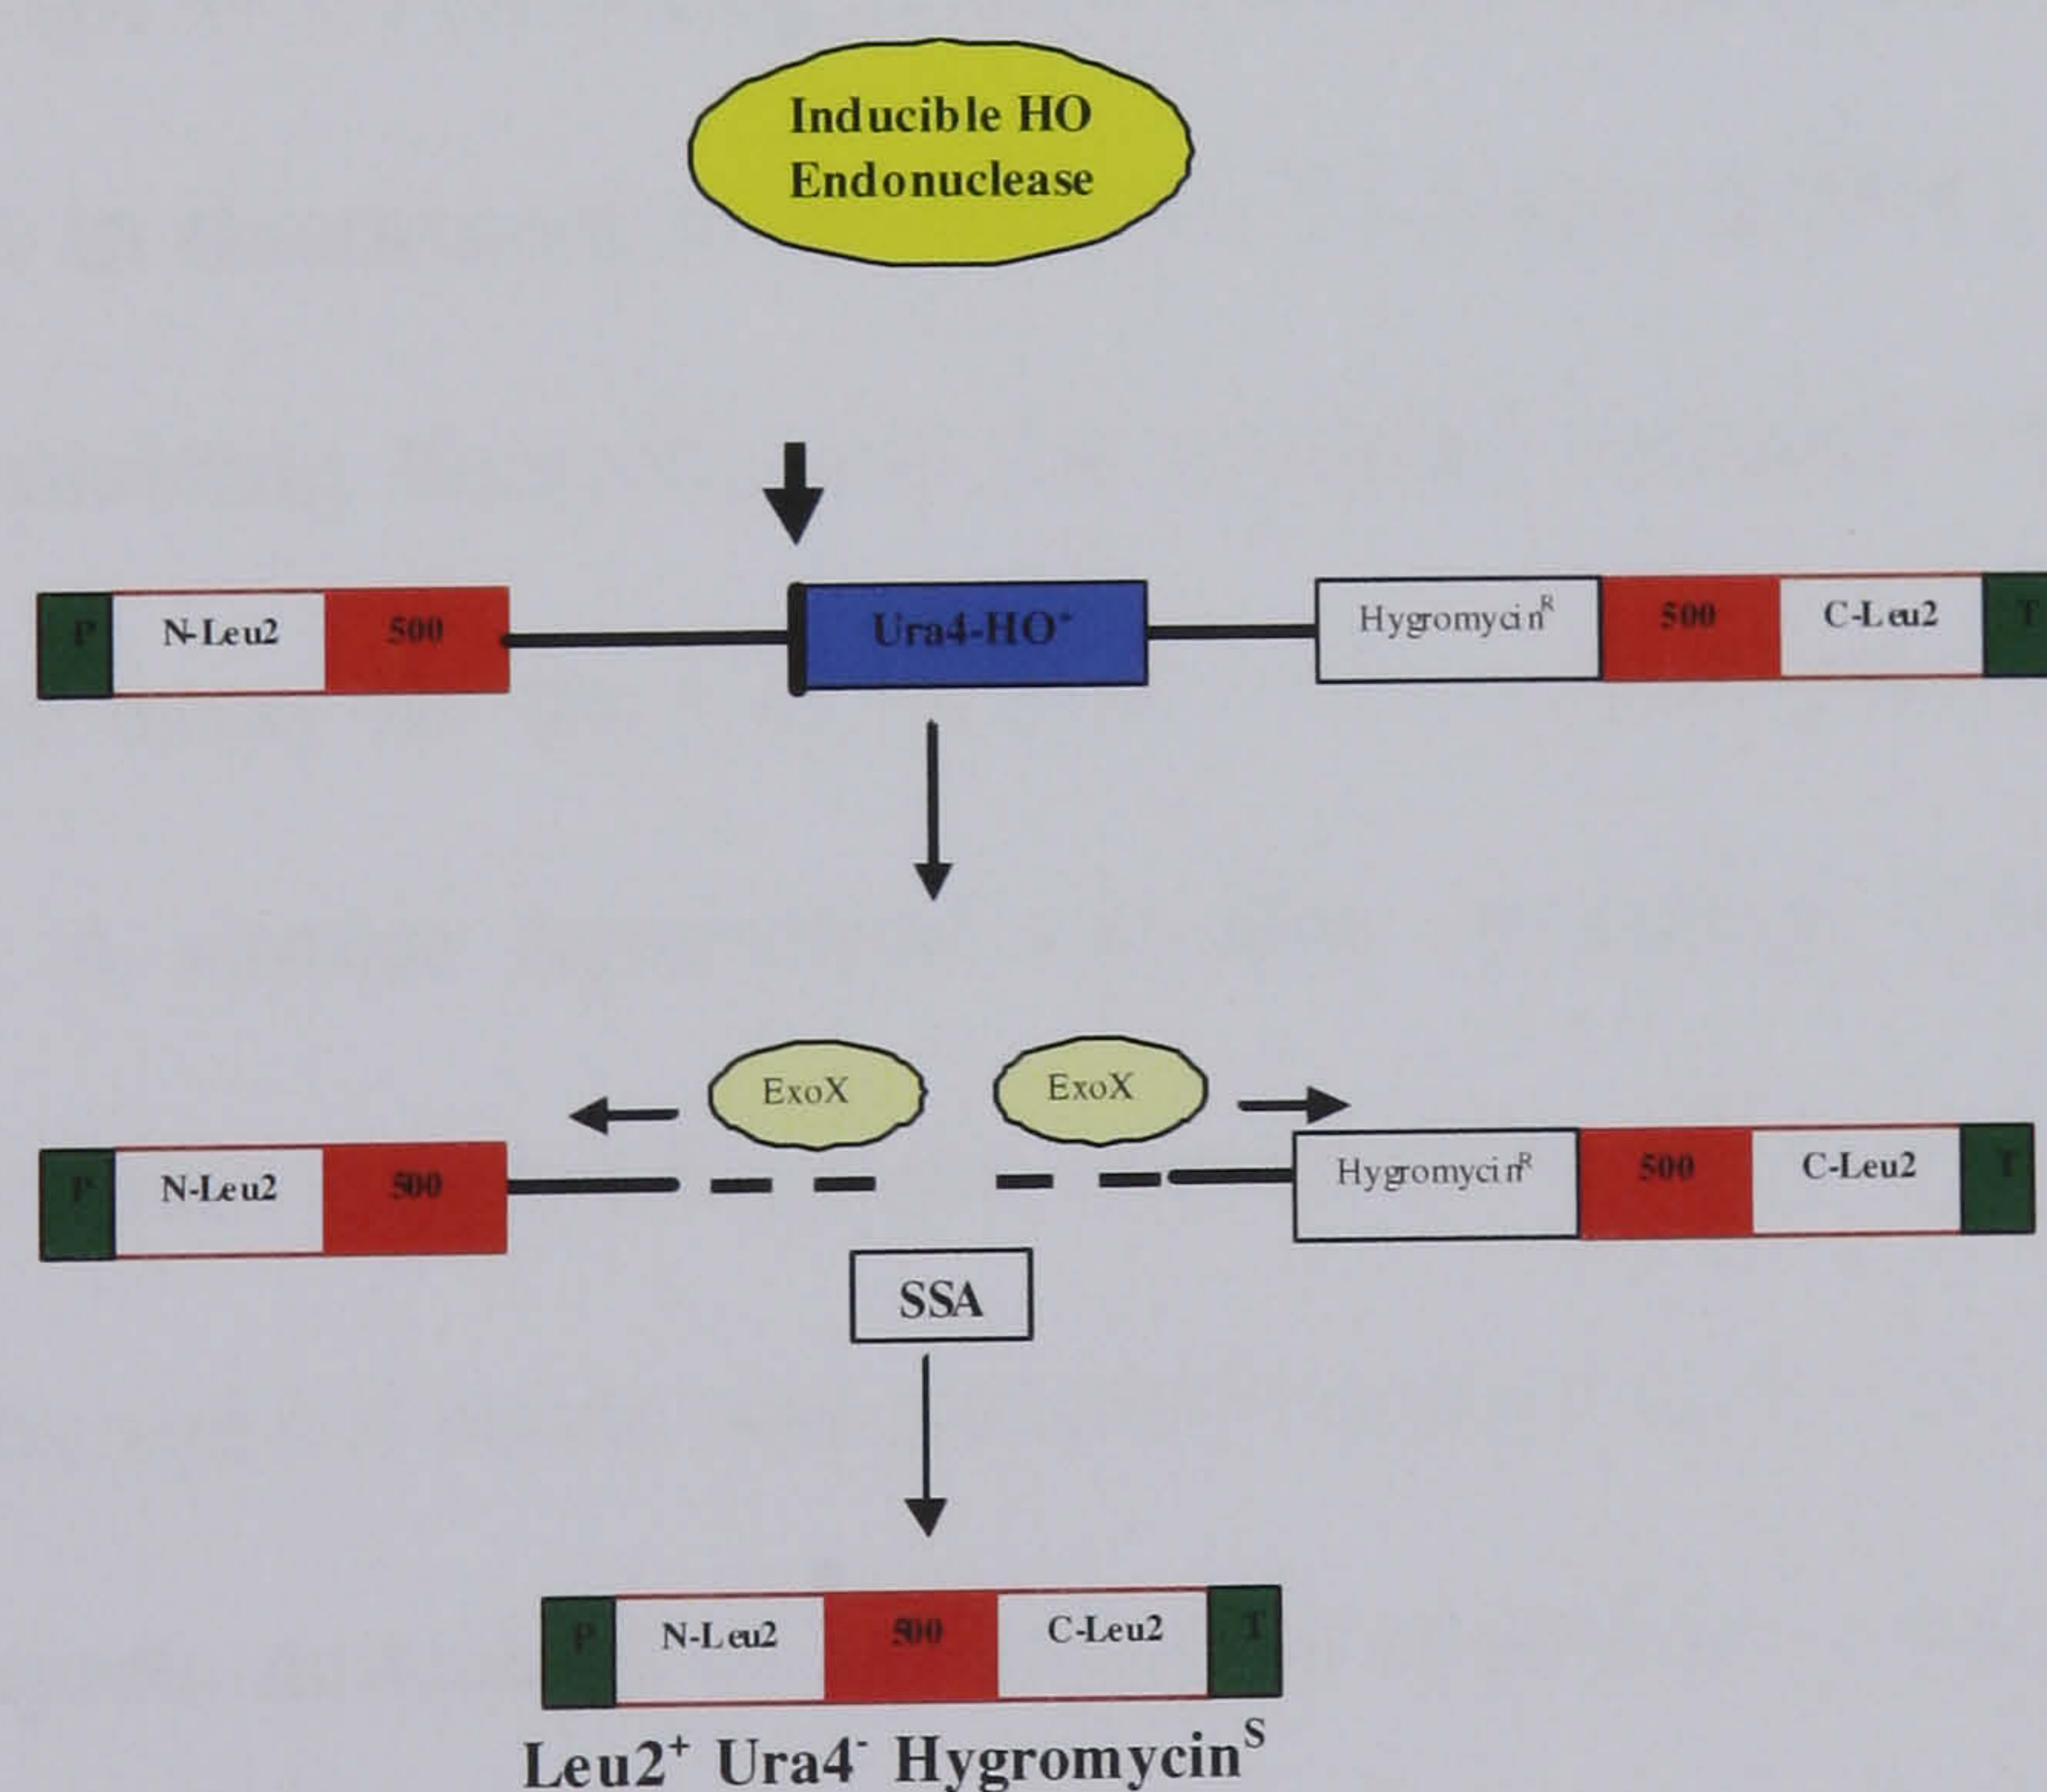 Inducible HO
Endonuclease
P N-Leu2 500 Ura4-HO⁺ Hygromycinᴿ 500 C-Leu2 T
ExoX ExoX
P N-Leu2 500 Hygromycinᴿ 500 C-Leu2 T
SSA
P N-Leu2 500 C-Leu2 T
Leu2⁺ Ura4⁻ Hygromycinˢ